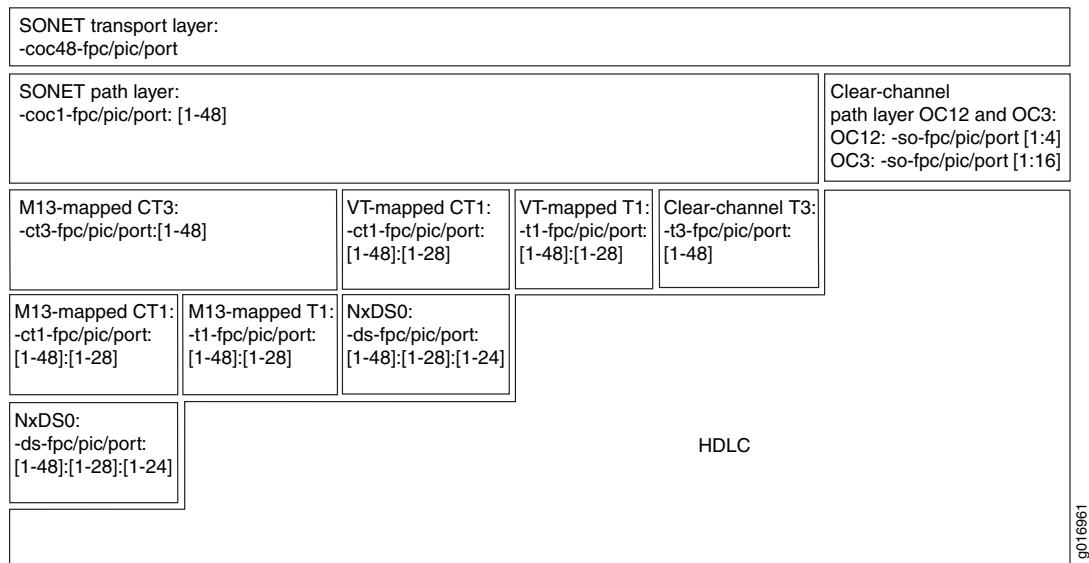 SONET transport layer:
-coc48-fpc/pic/port
SONET path layer:
-coc1-fpc/pic/port: [1-48]
Clear-channel
path layer OC12 and OC3:
OC12: -so-fpc/pic/port [1:4]
OC3: -so-fpc/pic/port [1:16]
M13-mapped CT3:
-ct3-fpc/pic/port:[1-48]
VT-mapped CT1:
-ct1-fpc/pic/port:
[1-48]:[1-28]
VT-mapped T1:
-t1-fpc/pic/port:
[1-48]:[1-28]
Clear-channel T3:
-t3-fpc/pic/port:
[1-48]
M13-mapped CT1:
-ct1-fpc/pic/port:
[1-48]:[1-28]
M13-mapped T1:
-t1-fpc/pic/port:
[1-48]:[1-28]
NxDS0:
-ds-fpc/pic/port:
[1-48]:[1-28]:[1-24]
NxDS0:
-ds-fpc/pic/port:
[1-48]:[1-28]:[1-24]
HDLC
g016961